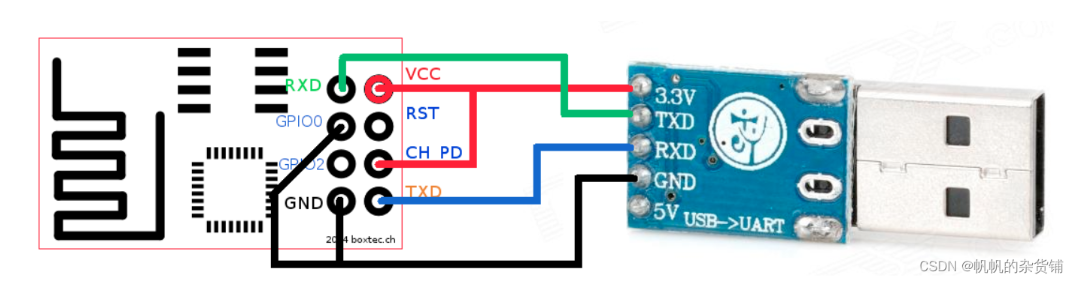 RXD
VCC
GPIO0
RST
GPIO2
CH_PD
GND
TXD
2014 boxtec.ch
3.3V
TXD
RXD
GND
5V
USB->UART
CSDN @帆帆的杂货铺